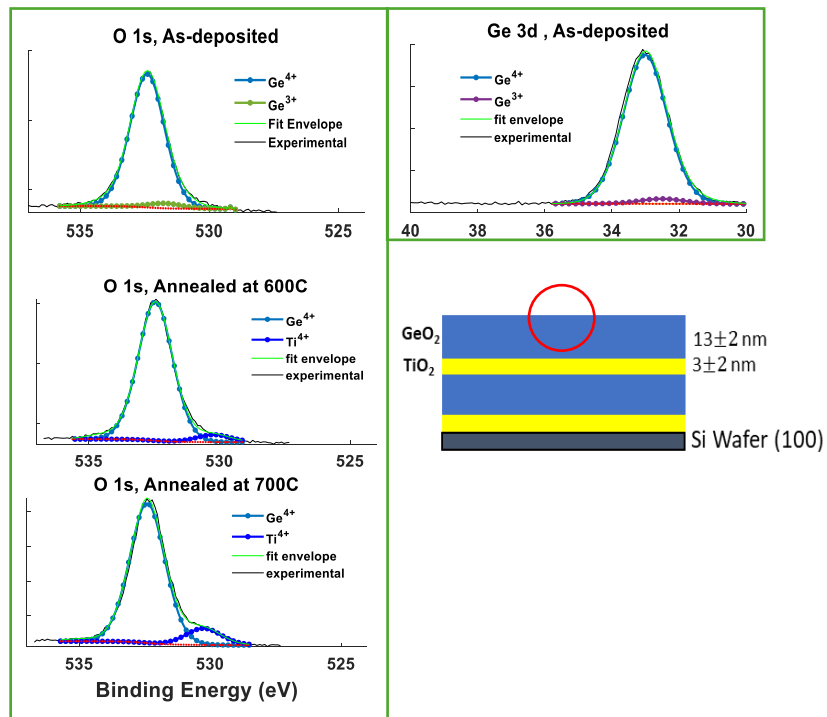 O 1s, As-deposited
Ge⁴⁺
Ge³⁺
Fit Envelope
Experimental
535
530
525
Ge 3d , As-deposited
Ge⁴⁺
Ge³⁺
fit envelope
experimental
40
38
36
34
32
30
O 1s, Annealed at 600C
Ge⁴⁺
Ti⁴⁺
fit envelope
experimental
535
530
525
O 1s, Annealed at 700C
Ge⁴⁺
Ti⁴⁺
fit envelope
experimental
535
530
525
Binding Energy (eV)
GeO₂
13±2 nm
TiO₂
3±2 nm
Si Wafer (100)